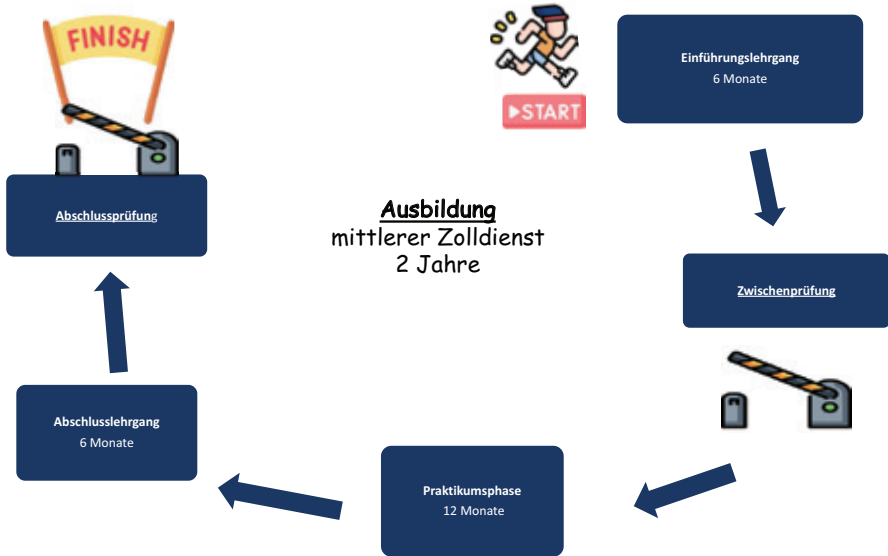 FINISH
START
Einführungslehrgang
6 Monate
Ausbildung
mittlerer Zolldienst
2 Jahre
Zwischenprüfung
Praktikumsphase
12 Monate
Abschlusslehrgang
6 Monate
Abschlussprüfung